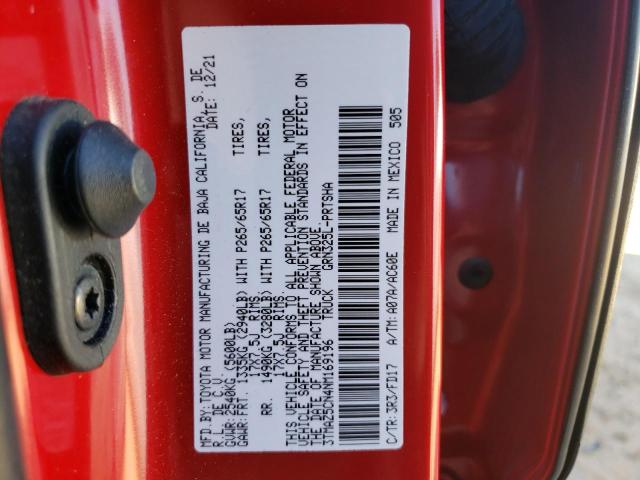 MFD.BY: TOYOTA MOTOR MANUFACTURING DE BAJA CALIFORNIA S. DE
R.L. DE C.V. DATE: 12/21
GVWR: 2540KG (5600LB)
GAWR: FRT. 1335KG (2940LB) WITH P265/65R17 TIRES,
17X7.5J RIMS
RR. 1490KG (3280LB) WITH P265/65R17 TIRES,
17X7.5J RIMS
THIS VEHICLE CONFORMS TO ALL APPLICABLE FEDERAL MOTOR
VEHICLE SAFETY AND THEFT PREVENTION STANDARDS IN EFFECT ON
THE DATE OF MANUFACTURE SHOWN ABOVE.
3TMAZ5CN4NM169196 TRUCK GRN325L-PRTSHA
C/TR: 3R3/FD17 A/TM: A07A/AC60E MADE IN MEXICO 505